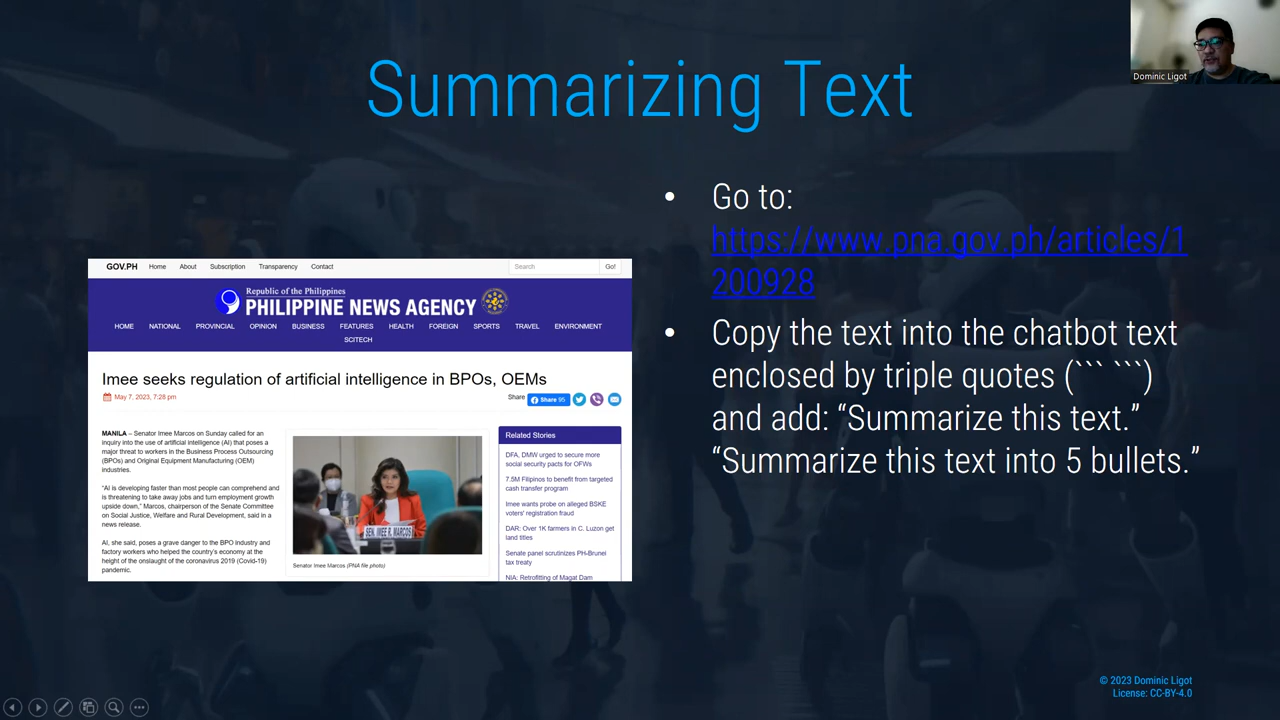 Dominic Ligot
Summarizing Text
GOV.PH Home About Subscription Transparency Contact Search Go!
Republic of the Philippines
PHILIPPINE NEWS AGENCY
HOME NATIONAL PROVINCIAL OPINION BUSINESS FEATURES HEALTH FOREIGN SPORTS TRAVEL ENVIRONMENT
SCITECH
Imee seeks regulation of artificial intelligence in BPOs, OEMs
May 7, 2023, 7:28 pm
Share Share 95
MANILA – Senator Imee Marcos on Sunday called for an
inquiry into the use of artificial intelligence (AI) that poses a
major threat to workers in the Business Process Outsourcing
(BPOs) and Original Equipment Manufacturing (OEM)
industries.
“AI is developing faster than most people can comprehend and
is threatening to take away jobs and turn employment growth
upside down,” Marcos, chairperson of the Senate Committee
on Social Justice, Welfare and Rural Development, said in a
news release.
AI, she said, poses a grave danger to the BPO industry and
factory workers who helped the country’s economy at the
height of the onslaught of the coronavirus 2019 (Covid-19)
pandemic.
SEN. IMEE R. MARCOS
Senator Imee Marcos (PNA file photo)
Related Stories
DFA, DMW urged to secure more
social security pacts for OFWs
7.5M Filipinos to benefit from targeted
cash transfer program
Imee wants probe on alleged BSKE
voters' registration fraud
DAR: Over 1K farmers in C. Luzon get
land titles
Senate panel scrutinizes PH-Brunei
tax treaty
NIA: Retrofitting of Magat Dam
• Go to:
https://www.pna.gov.ph/articles/1
200928
• Copy the text into the chatbot text
enclosed by triple quotes (``` ```)
and add: “Summarize this text.”
“Summarize this text into 5 bullets.”
© 2023 Dominic Ligot
License: CC-BY-4.0